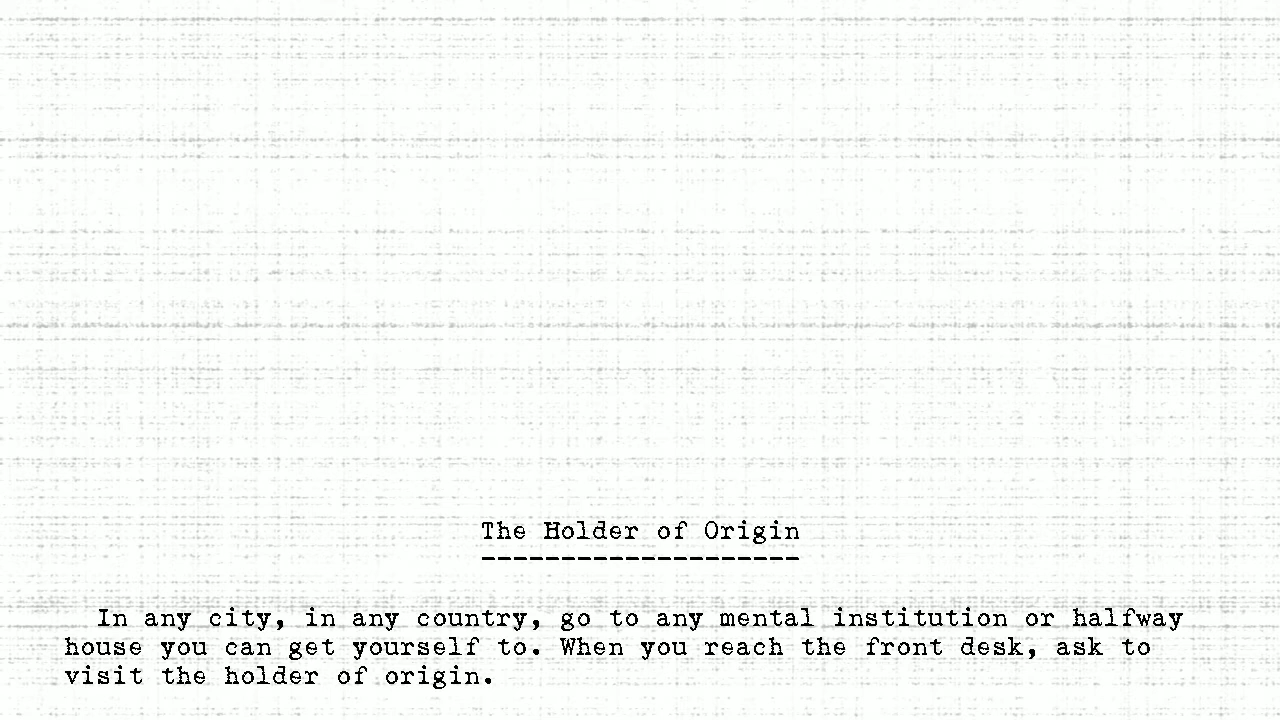 The Holder of Origin
--------------------
In any city, in any country, go to any mental institution or halfway
house you can get yourself to. When you reach the front desk, ask to
visit the holder of origin.